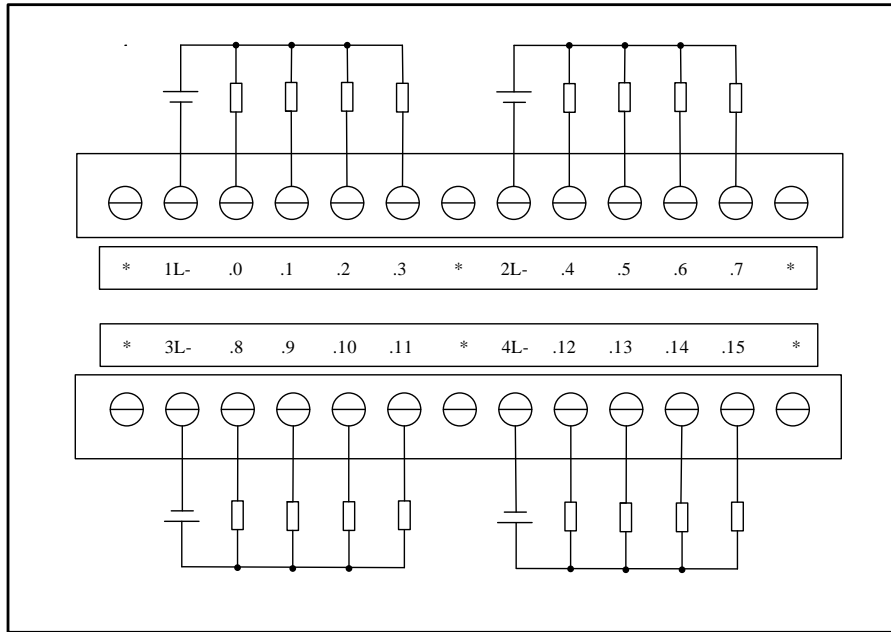 * 1L- .0 .1 .2 .3 * 2L- .4 .5 .6 .7 *
* 3L- .8 .9 .10 .11 * 4L- .12 .13 .14 .15 *